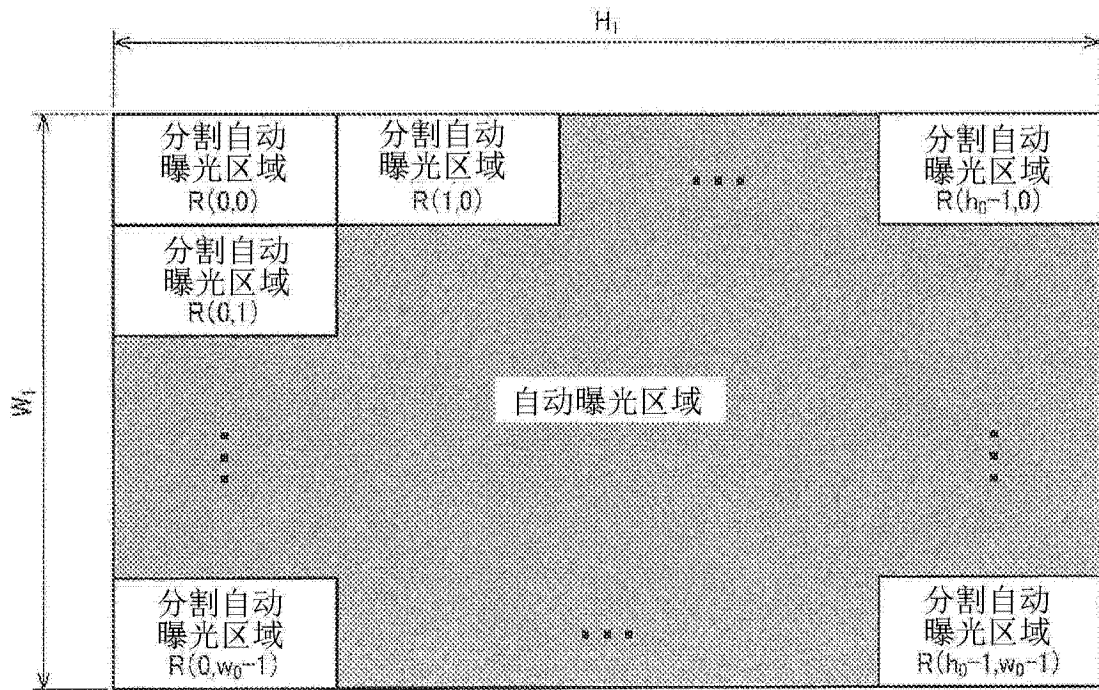 H₁
分割自动
曝光区域
R(0,0)
分割自动
曝光区域
R(1,0)
分割自动
曝光区域
R(h₀-1,0)
分割自动
曝光区域
R(0,1)
W₁
自动曝光区域
分割自动
曝光区域
R(0,w₀-1)
分割自动
曝光区域
R(h₀-1,w₀-1)